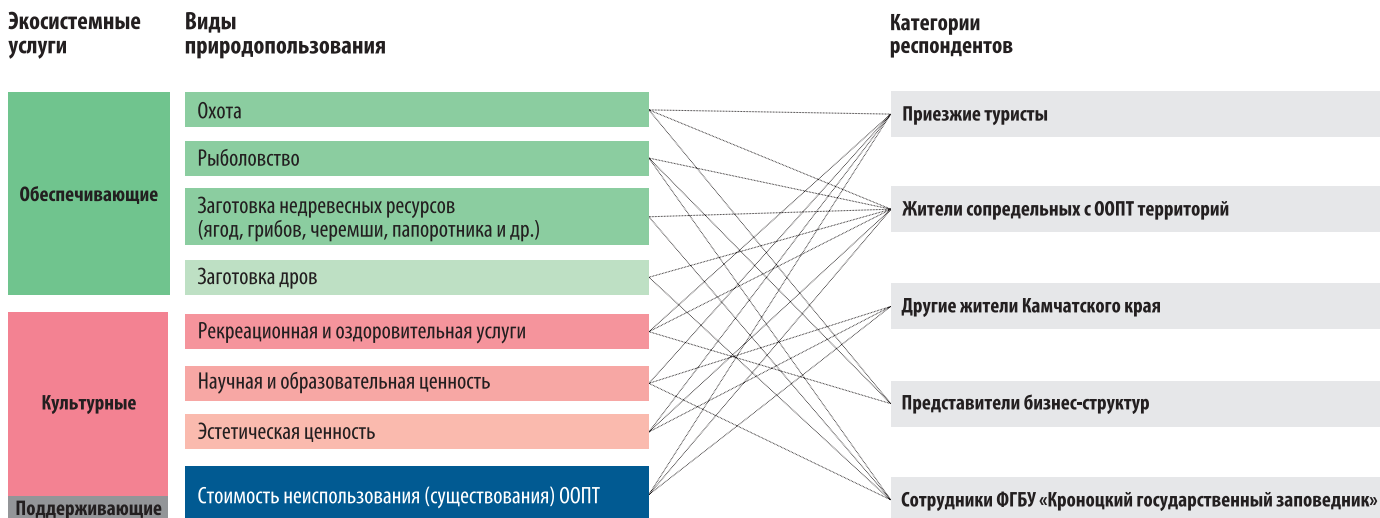 Экосистемные
услуги
Виды
природопользования
Категории
респондентов
Обеспечивающие
Охота
Рыболовство
Заготовка недревесных ресурсов
(ягод, грибов, черемши, папоротника и др.)
Заготовка дров
Культурные
Рекреационная и оздоровительная услуги
Научная и образовательная ценность
Эстетическая ценность
Стоимость неиспользования (существования) ООПТ
Поддерживающие
Приезжие туристы
Жители сопредельных с ООПТ территорий
Другие жители Камчатского края
Представители бизнес-структур
Сотрудники ФГБУ «Кроноцкий государственный заповедник»